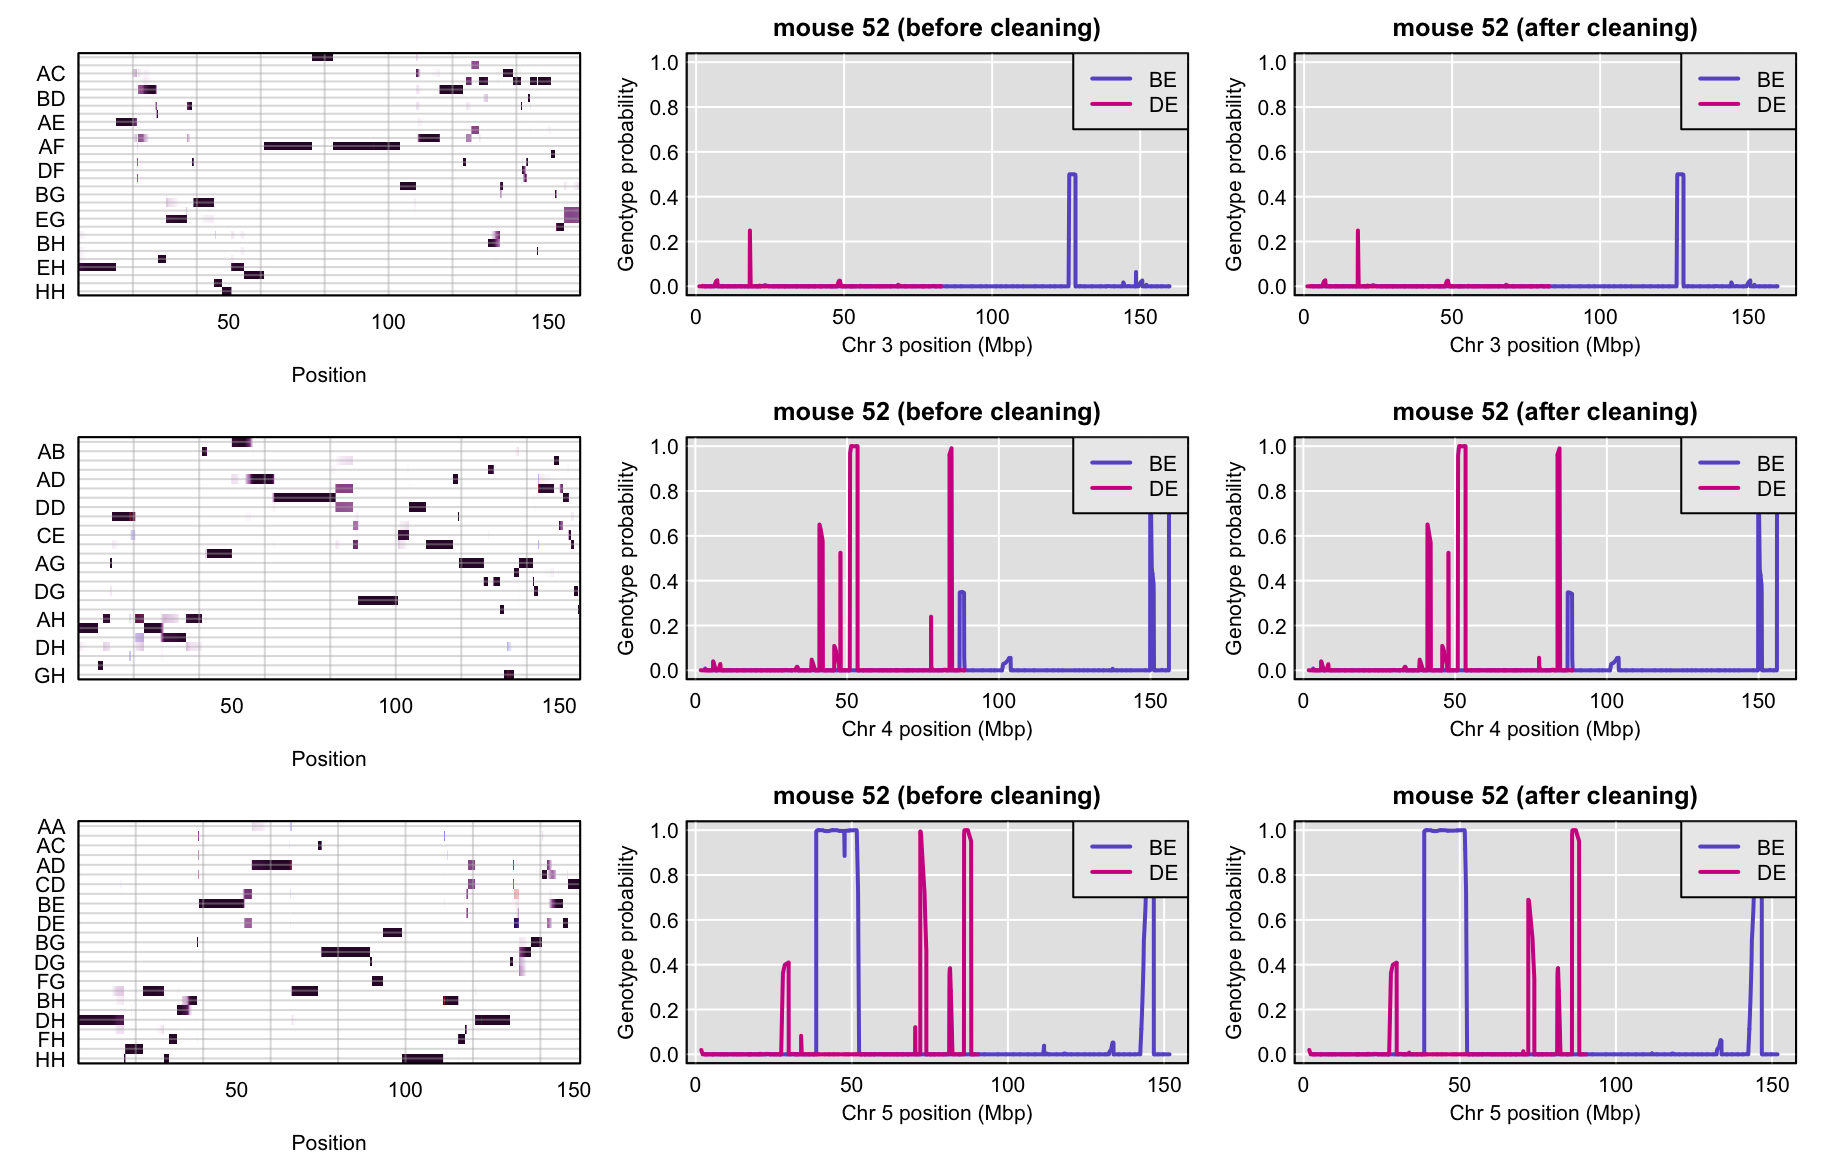 mouse 52 (before cleaning)
mouse 52 (after cleaning)
AC
BD
AE
AF
DF
BG
EG
BH
EH
HH
50
100
150
Position
Genotype probability
1.0
0.8
0.6
0.4
0.2
0.0
BE
DE
0
50
100
150
Chr 3 position (Mbp)
Genotype probability
1.0
0.8
0.6
0.4
0.2
0.0
BE
DE
0
50
100
150
Chr 3 position (Mbp)
mouse 52 (before cleaning)
mouse 52 (after cleaning)
AB
AD
DD
CE
AG
DG
AH
DH
GH
50
100
150
Position
Genotype probability
1.0
0.8
0.6
0.4
0.2
0.0
BE
DE
0
50
100
150
Chr 4 position (Mbp)
Genotype probability
1.0
0.8
0.6
0.4
0.2
0.0
BE
DE
0
50
100
150
Chr 4 position (Mbp)
mouse 52 (before cleaning)
mouse 52 (after cleaning)
AA
AC
AD
CD
BE
DE
BG
DG
FG
BH
DH
FH
HH
50
100
150
Position
Genotype probability
1.0
0.8
0.6
0.4
0.2
0.0
BE
DE
0
50
100
150
Chr 5 position (Mbp)
Genotype probability
1.0
0.8
0.6
0.4
0.2
0.0
BE
DE
0
50
100
150
Chr 5 position (Mbp)